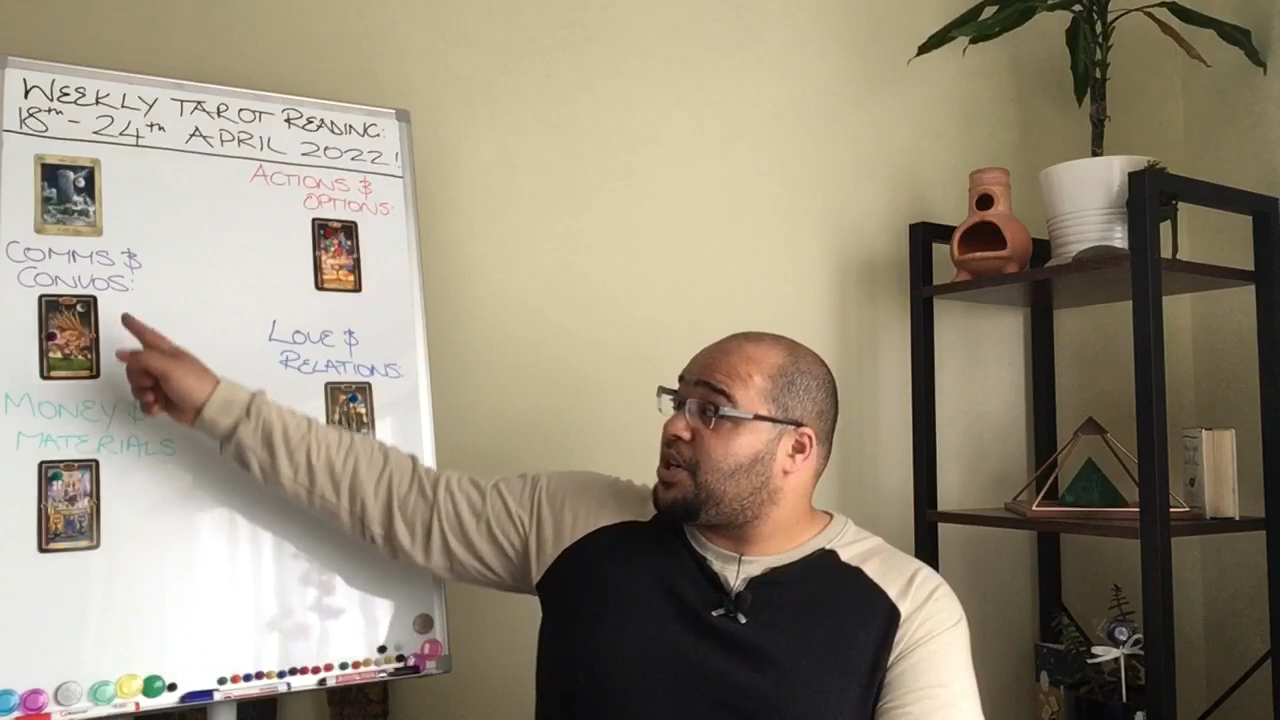 WEEKLY TAROT READING:
18th - 24th APRIL 2022!
ACTIONS &
OPTIONS:
COMMS &
CONVOS:
LOVE &
RELATIONS:
MONEY &
MATERIALS